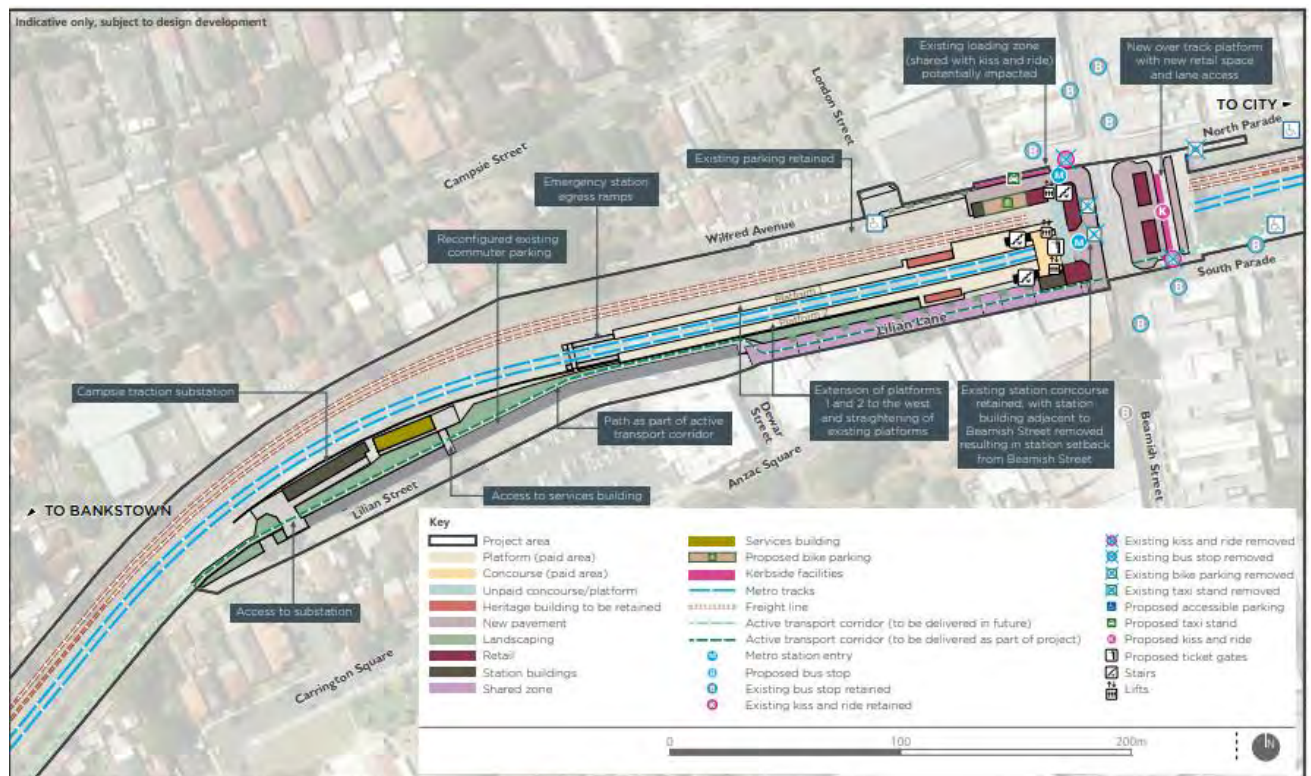 Indicative only, subject to design development
Existing loading zone
(shared with kiss and ride)
potentially impacted
New over track platform
with new retail space
and lane access
TO CITY
North Parade
London Street
Campsie Street
Existing parking retained
Emergency station
egress ramps
Wilfred Avenue
Reconfigured existing
commuter parking
South Parade
Platform 1
Platform 2
Lilian Lane
Campsie traction substation
Path as part of active
transport corridor
Dewar
Street
Extension of platforms
1 and 2 to the west
and straightening of
existing platforms
Existing station concourse
retained, with station
building adjacent to
Beamish Street removed
resulting in station setback
from Beamish Street
Beamish Street
Anzac Square
Access to services building
Lilian Street
TO BANKSTOWN
Access to substation
Carrington Square
Key
Project area
Platform (paid area)
Concourse (paid area)
Unpaid concourse/platform
Heritage building to be retained
New pavement
Landscaping
Retail
Station buildings
Shared zone
Services building
Proposed bike parking
Kerbside facilities
Metro tracks
Freight line
Active transport corridor (to be delivered in future)
Active transport corridor (to be delivered as part of project)
M Metro station entry
B Proposed bus stop
B Existing bus stop retained
K Existing kiss and ride retained
Existing kiss and ride removed
Existing bus stop removed
Existing bike parking removed
Existing taxi stand removed
Proposed accessible parking
Proposed taxi stand
K Proposed kiss and ride
Proposed ticket gates
Stairs
Lifts
0 100 200m
N